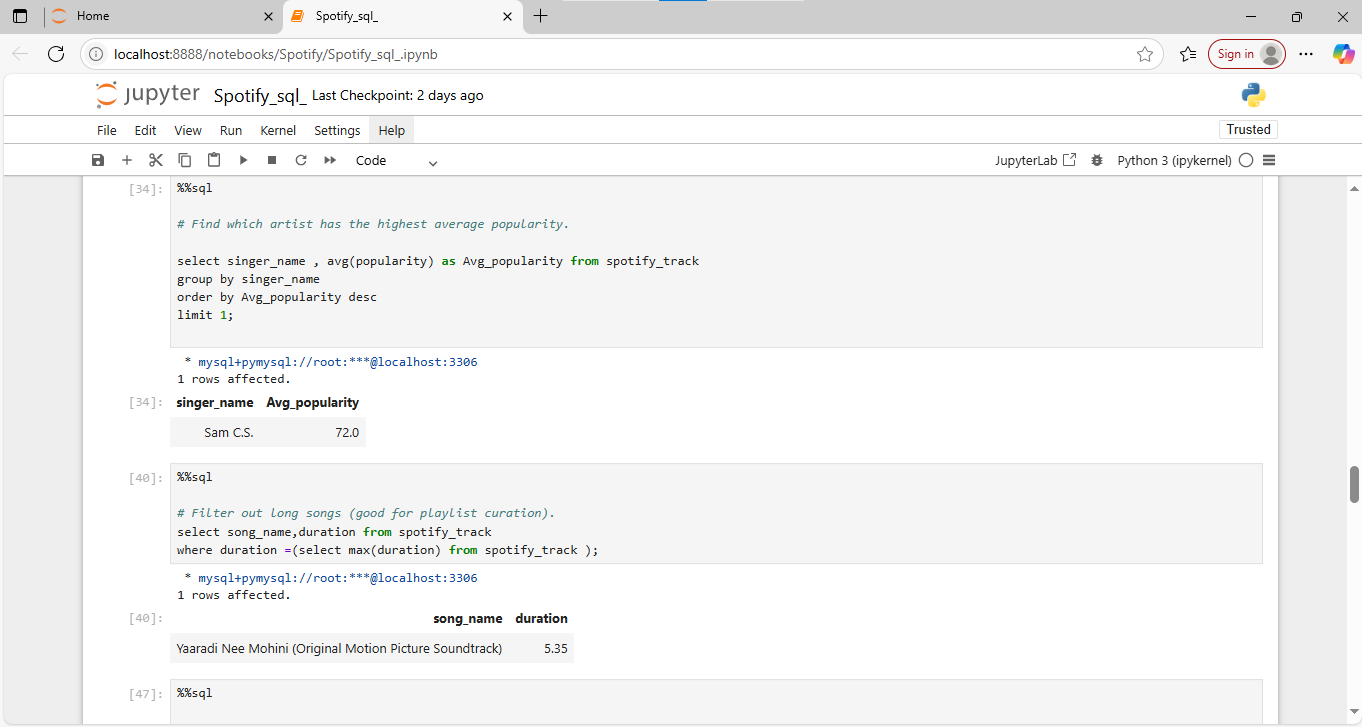 Home
Spotify_sql_
localhost:8888/notebooks/Spotify/Spotify_sql_.ipynb
Sign in
jupyter Spotify_sql_ Last Checkpoint: 2 days ago
File Edit View Run Kernel Settings Help
Trusted
Code
JupyterLab
Python 3 (ipykernel)
[34]: %%sql
# Find which artist has the highest average popularity.
select singer_name , avg(popularity) as Avg_popularity from spotify_track
group by singer_name
order by Avg_popularity desc
limit 1;
* mysql+pymysql://root:***@localhost:3306
1 rows affected.
[34]: singer_name Avg_popularity
Sam C.S. 72.0
[40]: %%sql
# Filter out long songs (good for playlist curation).
select song_name,duration from spotify_track
where duration =(select max(duration) from spotify_track );
* mysql+pymysql://root:***@localhost:3306
1 rows affected.
[40]: song_name duration
Yaaradi Nee Mohini (Original Motion Picture Soundtrack) 5.35
[47]: %%sql